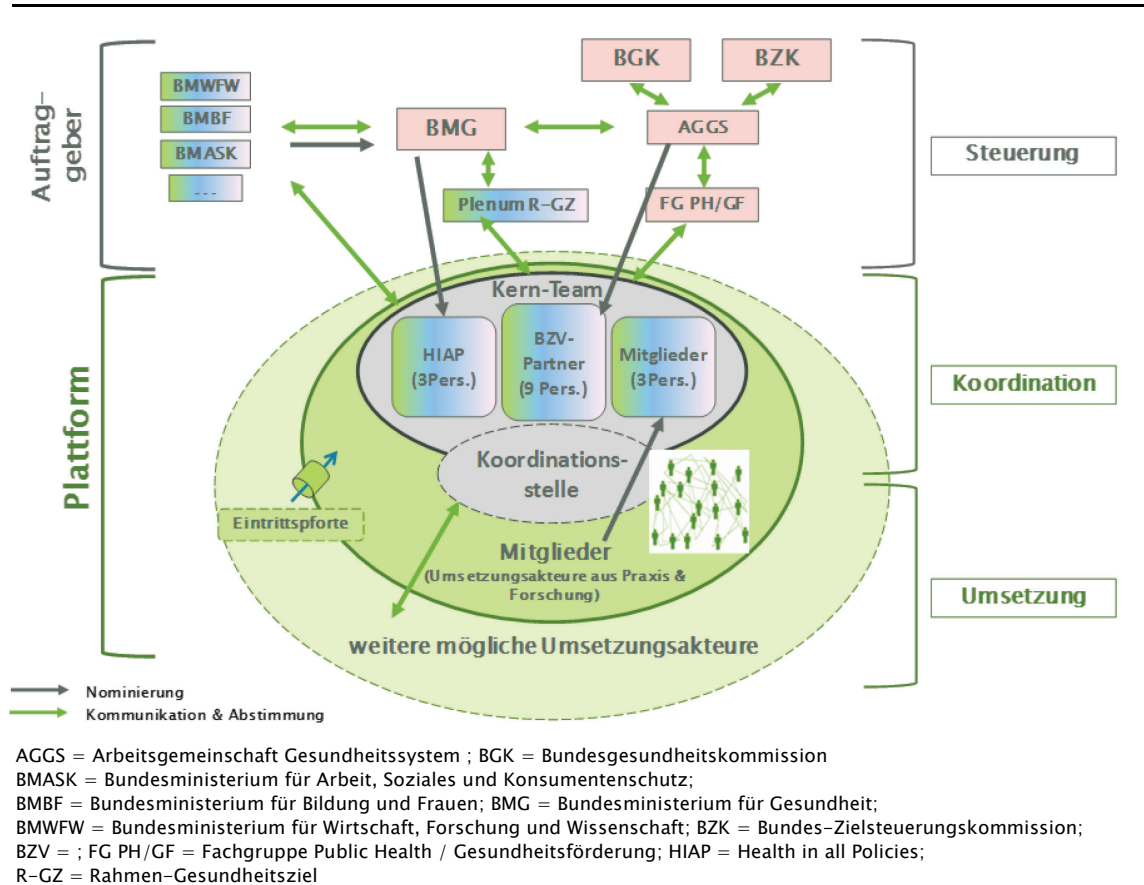 Auftrag-
geber
BMWFW
BMBF
BMASK
...
BMG
BGK
BZK
AGGS
Plenum R-GZ
FG PH/GF
Steuerung
Plattform
Kern-Team
HIAP
(3Pers.)
BZV-
Partner
(9 Pers.)
Mitglieder
(3Pers.)
Koordination
Koordinations-
stelle
Eintrittspforte
Mitglieder
(Umsetzungsakteure aus Praxis &
Forschung)
Umsetzung
weitere mögliche Umsetzungsakteure
Nominierung
Kommunikation & Abstimmung
AGGS = Arbeitsgemeinschaft Gesundheitssystem ; BGK = Bundesgesundheitskommission
BMASK = Bundesministerium für Arbeit, Soziales und Konsumentenschutz;
BMBF = Bundesministerium für Bildung und Frauen; BMG = Bundesministerium für Gesundheit;
BMWFW = Bundesministerium für Wirtschaft, Forschung und Wissenschaft; BZK = Bundes-Zielsteuerungskommission;
BZV = ; FG PH/GF = Fachgruppe Public Health / Gesundheitsförderung; HIAP = Health in all Policies;
R-GZ = Rahmen-Gesundheitsziel